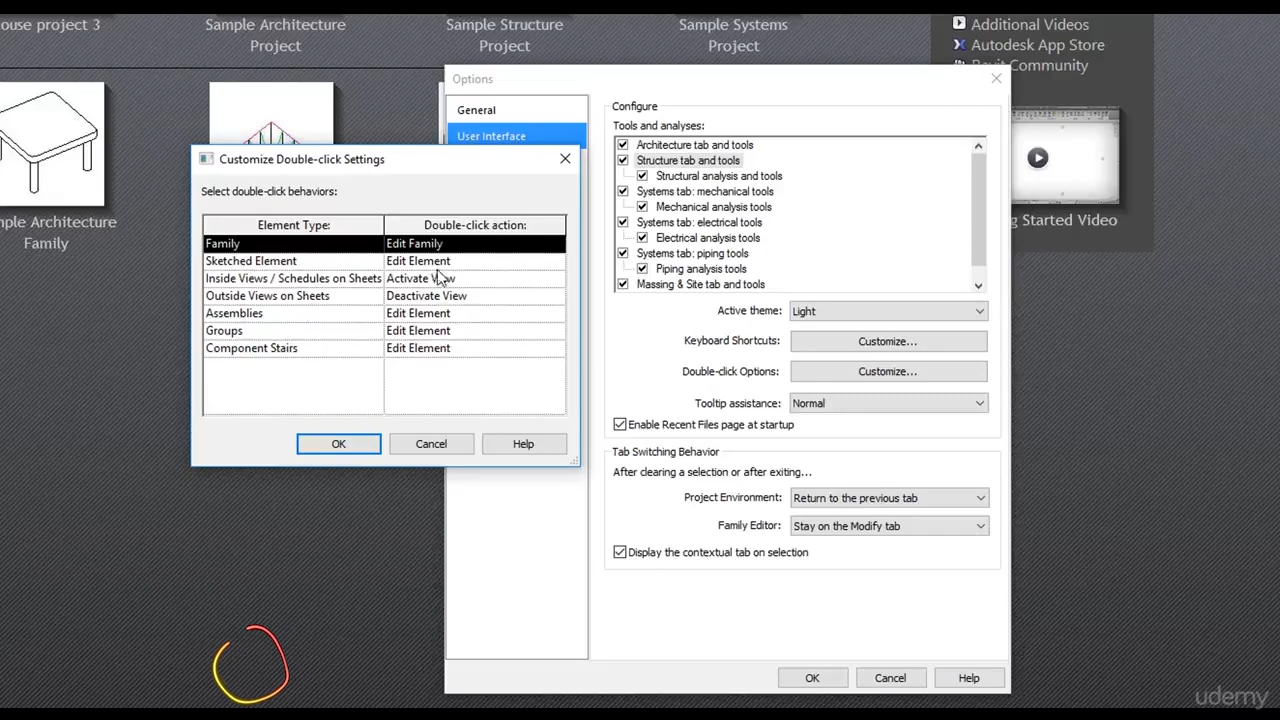 ouse project 3
Sample Architecture
Project
Sample Structure
Project
Sample Systems
Project
Additional Videos
Autodesk App Store
Revit Community
Options
General
User Interface
Configure
Tools and analyses:
Architecture tab and tools
Structure tab and tools
Structural analysis and tools
Systems tab: mechanical tools
Mechanical analysis tools
Systems tab: electrical tools
Electrical analysis tools
Systems tab: piping tools
Piping analysis tools
Massing & Site tab and tools
Active theme: Light
Keyboard Shortcuts: Customize...
Double-click Options: Customize...
Tooltip assistance: Normal
Enable Recent Files page at startup
Tab Switching Behavior
After clearing a selection or after exiting...
Project Environment: Return to the previous tab
Family Editor: Stay on the Modify tab
Display the contextual tab on selection
OK Cancel Help
Customize Double-click Settings
Select double-click behaviors:
Element Type: Double-click action:
Family Edit Family
Sketched Element Edit Element
Inside Views / Schedules on Sheets Activate View
Outside Views on Sheets Deactivate View
Assemblies Edit Element
Groups Edit Element
Component Stairs Edit Element
OK Cancel Help
mple Architecture
Family
g Started Video
udemy